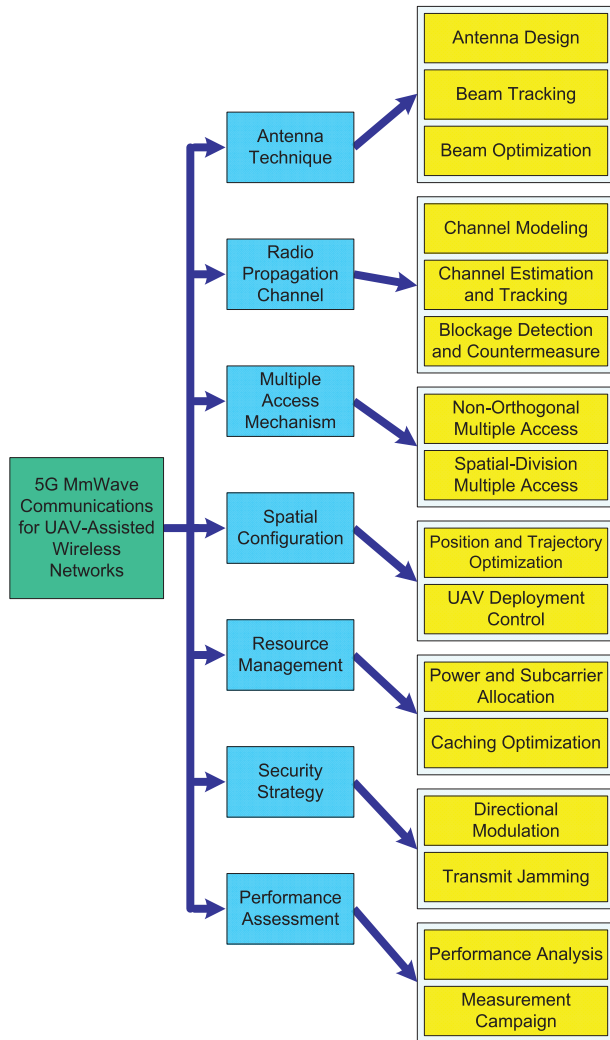 5G MmWave
Communications
for UAV-Assisted
Wireless
Networks
Antenna
Technique
Antenna Design
Beam Tracking
Beam Optimization
Radio
Propagation
Channel
Channel Modeling
Channel Estimation
and Tracking
Blockage Detection
and Countermeasure
Multiple
Access
Mechanism
Non-Orthogonal
Multiple Access
Spatial-Division
Multiple Access
Spatial
Configuration
Position and Trajectory
Optimization
UAV Deployment
Control
Resource
Management
Power and Subcarrier
Allocation
Caching Optimization
Security
Strategy
Directional
Modulation
Transmit Jamming
Performance
Assessment
Performance Analysis
Measurement
Campaign